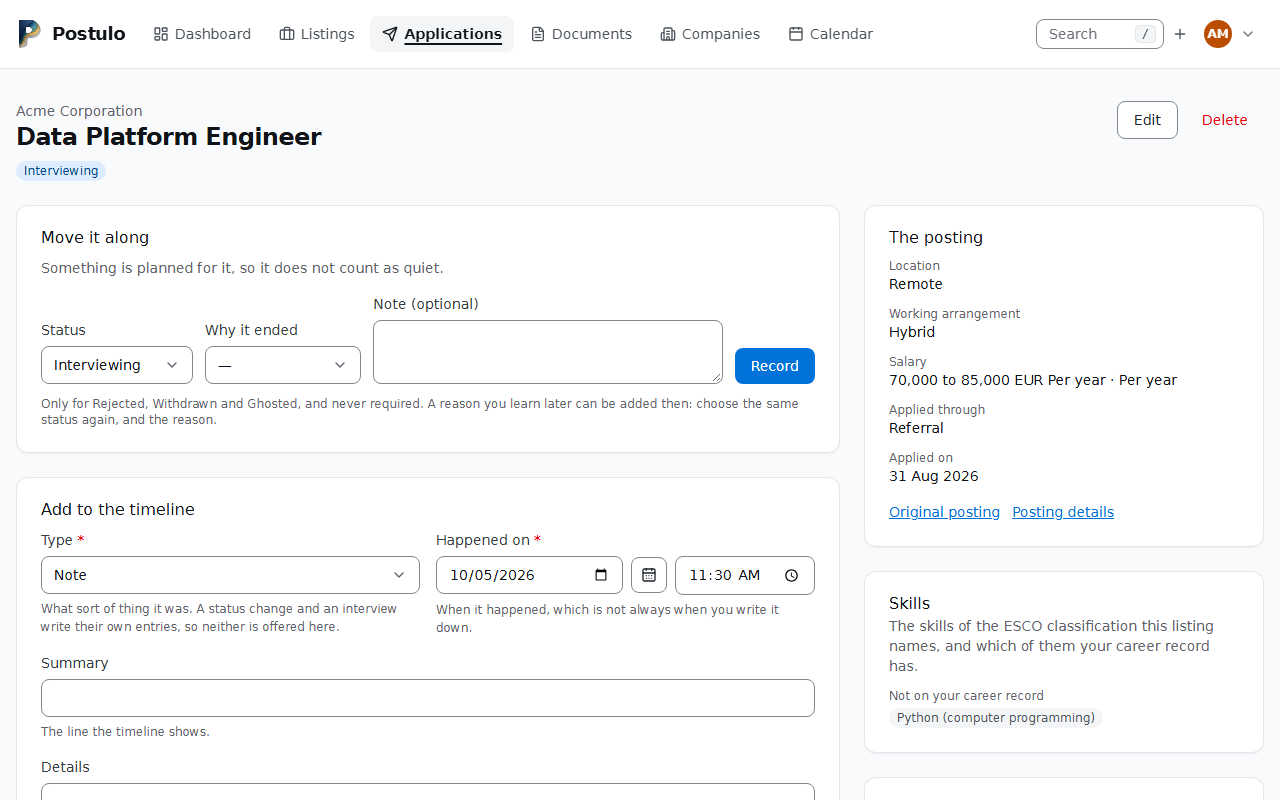 Postulo
Dashboard
Listings
Applications
Documents
Companies
Calendar
Search /
AM
Acme Corporation
Data Platform Engineer
Interviewing
Edit
Delete
Move it along
Something is planned for it, so it does not count as quiet.
Status
Interviewing
Why it ended
—
Note (optional)
Record
Only for Rejected, Withdrawn and Ghosted, and never required. A reason you learn later can be added then: choose the same
status again, and the reason.
Add to the timeline
Type *
Note
What sort of thing it was. A status change and an interview
write their own entries, so neither is offered here.
Happened on *
10/05/2026
11:30 AM
When it happened, which is not always when you write it
down.
Summary
The line the timeline shows.
Details
The posting
Location
Remote
Working arrangement
Hybrid
Salary
70,000 to 85,000 EUR Per year · Per year
Applied through
Referral
Applied on
31 Aug 2026
Original posting
Posting details
Skills
The skills of the ESCO classification this listing
names, and which of them your career record
has.
Not on your career record
Python (computer programming)